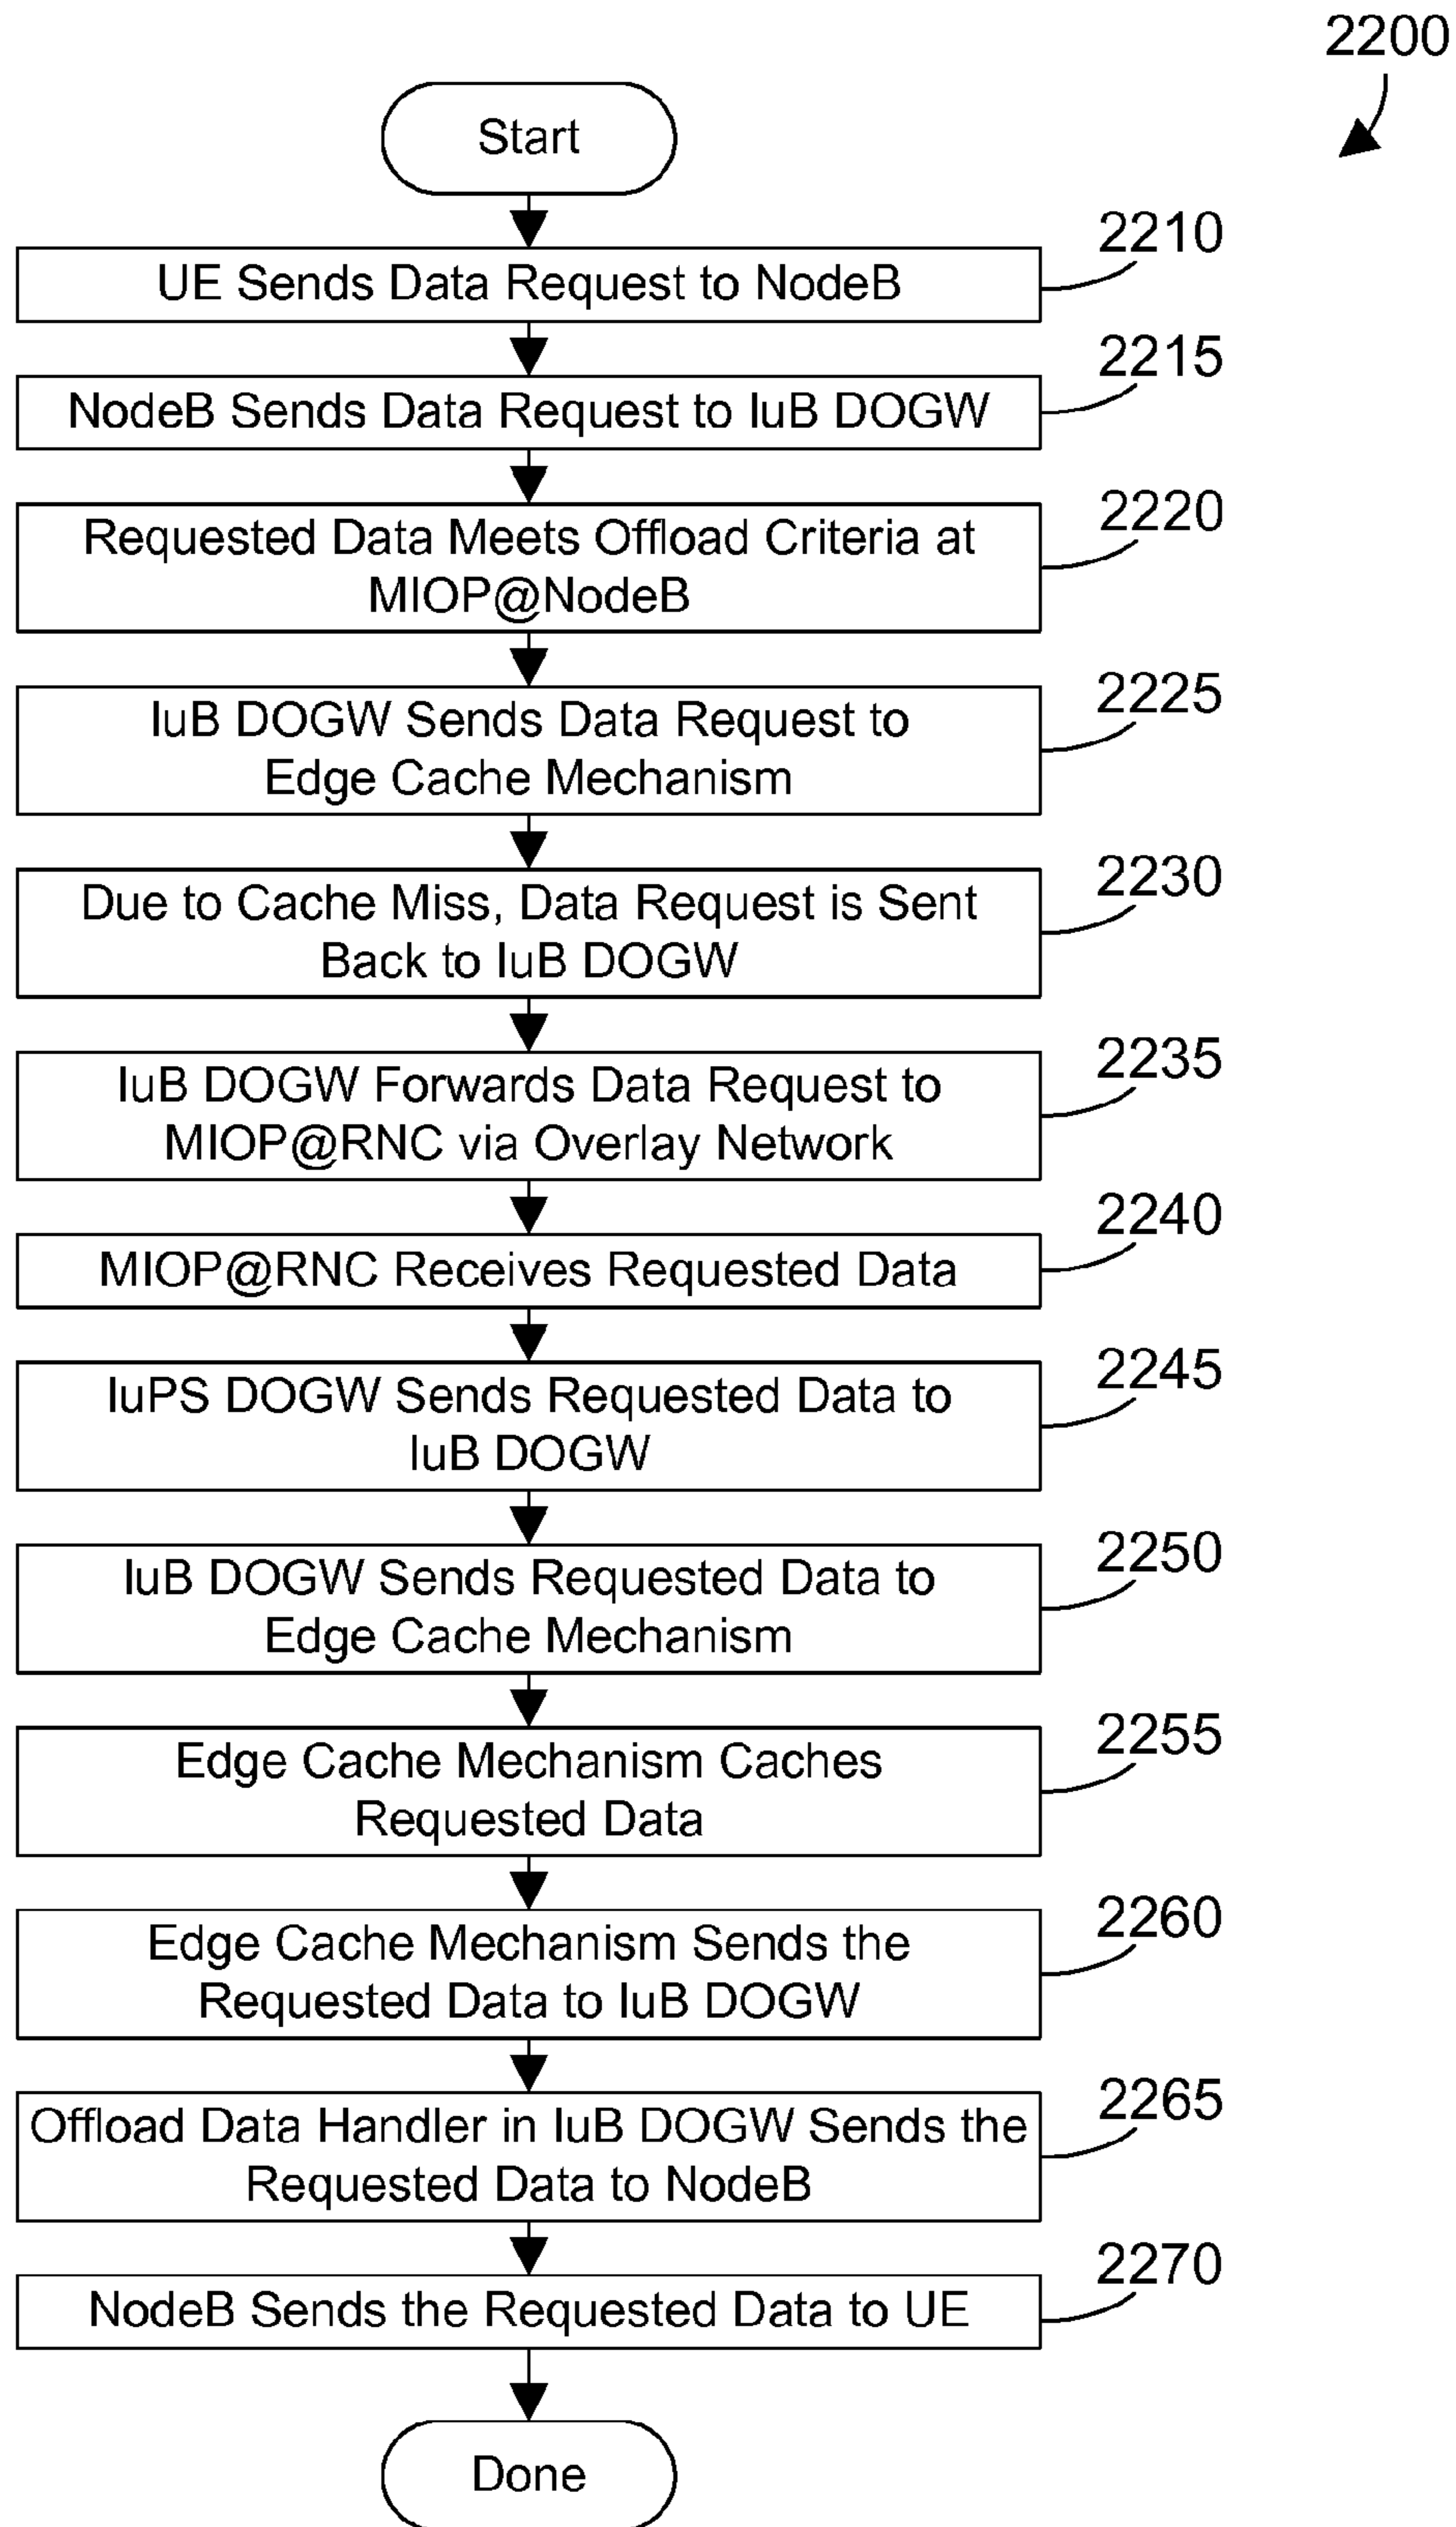 2200
Start
UE Sends Data Request to NodeB
2210
NodeB Sends Data Request to IuB DOGW
2215
Requested Data Meets Offload Criteria at
MIOP@NodeB
2220
IuB DOGW Sends Data Request to
Edge Cache Mechanism
2225
Due to Cache Miss, Data Request is Sent
Back to IuB DOGW
2230
IuB DOGW Forwards Data Request to
MIOP@RNC via Overlay Network
2235
MIOP@RNC Receives Requested Data
2240
IuPS DOGW Sends Requested Data to
IuB DOGW
2245
IuB DOGW Sends Requested Data to
Edge Cache Mechanism
2250
Edge Cache Mechanism Caches
Requested Data
2255
Edge Cache Mechanism Sends the
Requested Data to IuB DOGW
2260
Offload Data Handler in IuB DOGW Sends the
Requested Data to NodeB
2265
NodeB Sends the Requested Data to UE
2270
Done